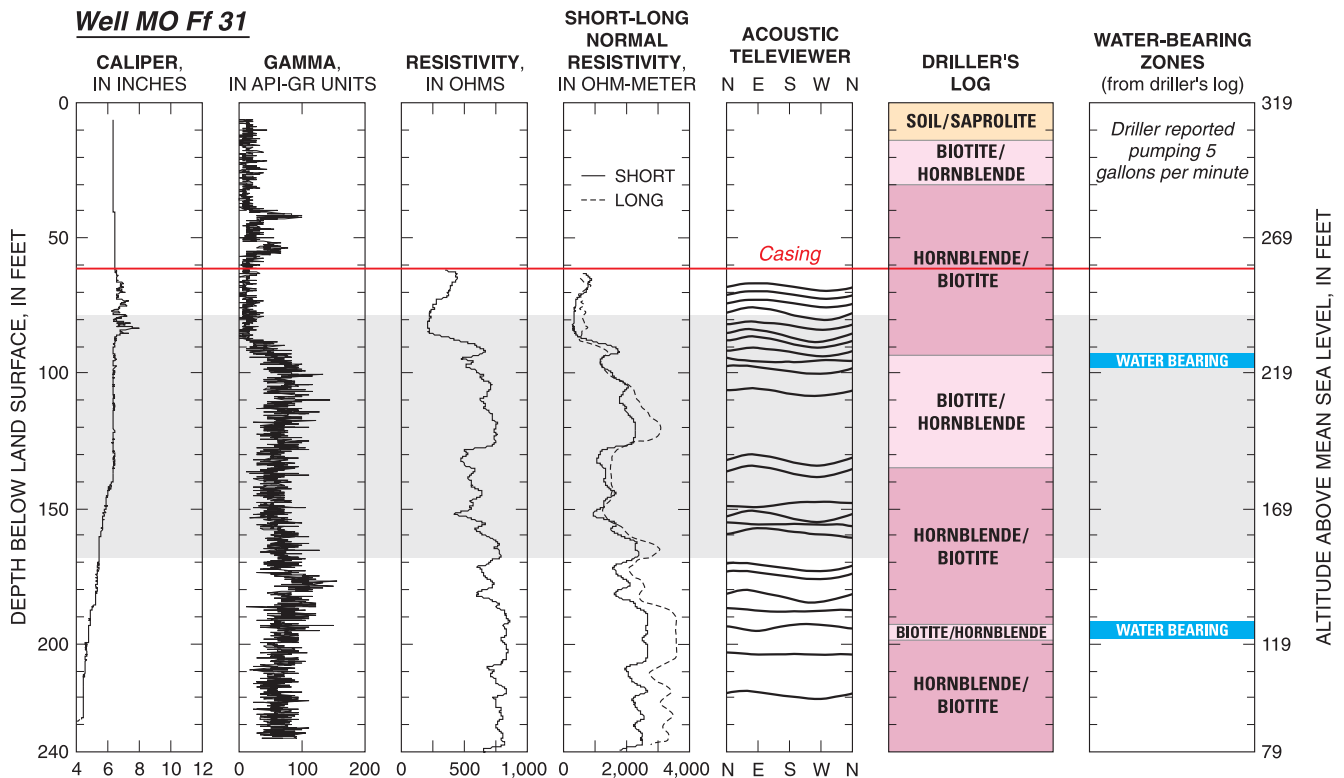 Well MO Ff 31
CALIPER,
IN INCHES
GAMMA,
IN API-GR UNITS
RESISTIVITY,
IN OHMS
SHORT-LONG
NORMAL
RESISTIVITY,
IN OHM-METER
ACOUSTIC
TELEVIEWER
N E S W N
DRILLER'S
LOG
WATER-BEARING
ZONES
(from driller's log)
DEPTH BELOW LAND SURFACE, IN FEET
0
50
100
150
200
240
SHORT
LONG
Casing
SOIL/SAPROLITE
BIOTITE/
HORNBLENDE
HORNBLENDE/
BIOTITE
BIOTITE/
HORNBLENDE
HORNBLENDE/
BIOTITE
BIOTITE/HORNBLENDE
HORNBLENDE/
BIOTITE
Driller reported
pumping 5
gallons per minute
WATER BEARING
WATER BEARING
319
269
219
169
119
79
ALTITUDE ABOVE MEAN SEA LEVEL, IN FEET
4 6 8 10 12
0 100 200
0 500 1,000
0 2,000 4,000
N E S W N